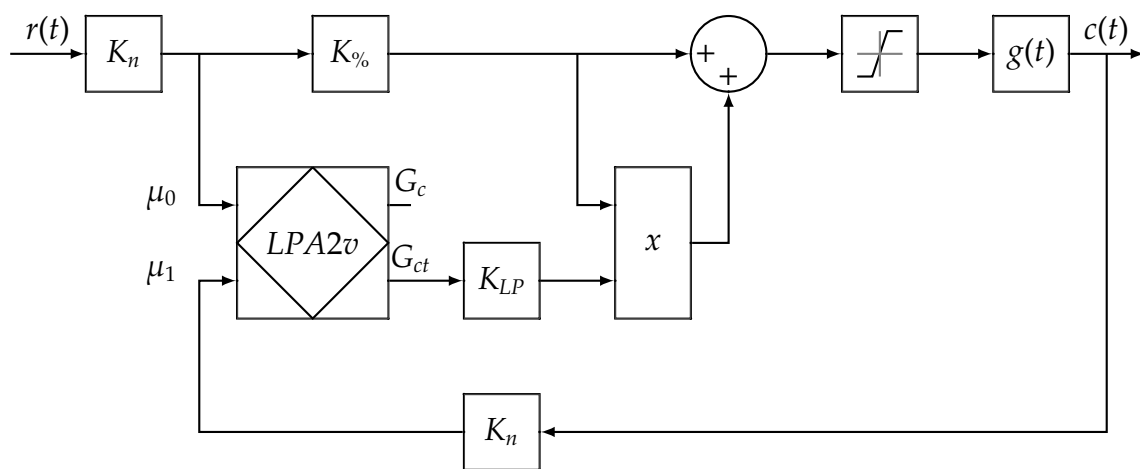 r(t)
K_n
K_%
+
+
g(t)
c(t)
μ_0
μ_1
LPA2v
G_c
G_ct
K_LP
x
K_n